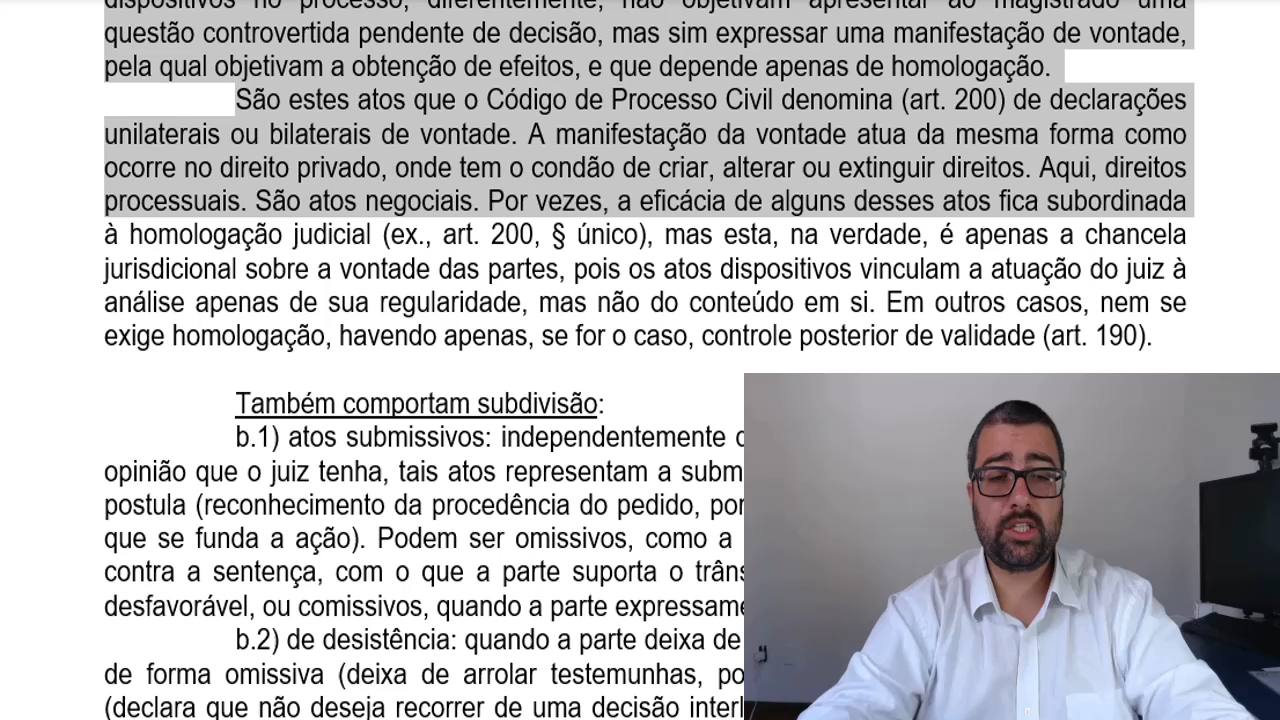 dispositivos no processo, diferentemente, não objetivam apresentar ao magistrado uma
questão controvertida pendente de decisão, mas sim expressar uma manifestação de vontade,
pela qual objetivam a obtenção de efeitos, e que depende apenas de homologação.
São estes atos que o Código de Processo Civil denomina (art. 200) de declarações
unilaterais ou bilaterais de vontade. A manifestação da vontade atua da mesma forma como
ocorre no direito privado, onde tem o condão de criar, alterar ou extinguir direitos. Aqui, direitos
processuais. São atos negociais. Por vezes, a eficácia de alguns desses atos fica subordinada
à homologação judicial (ex., art. 200, § único), mas esta, na verdade, é apenas a chancela
jurisdicional sobre a vontade das partes, pois os atos dispositivos vinculam a atuação do juiz à
análise apenas de sua regularidade, mas não do conteúdo em si. Em outros casos, nem se
exige homologação, havendo apenas, se for o caso, controle posterior de validade (art. 190).
Também comportam subdivisão:
b.1) atos submissivos: independentemente
opinião que o juiz tenha, tais atos representam a subm
postula (reconhecimento da procedência do pedido, por
que se funda a ação). Podem ser omissivos, como a
contra a sentença, com o que a parte suporta o trâns
desfavorável, ou comissivos, quando a parte expressame
b.2) de desistência: quando a parte deixa de
de forma omissiva (deixa de arrolar testemunhas, po
(declara que não deseja recorrer de uma decisão interl